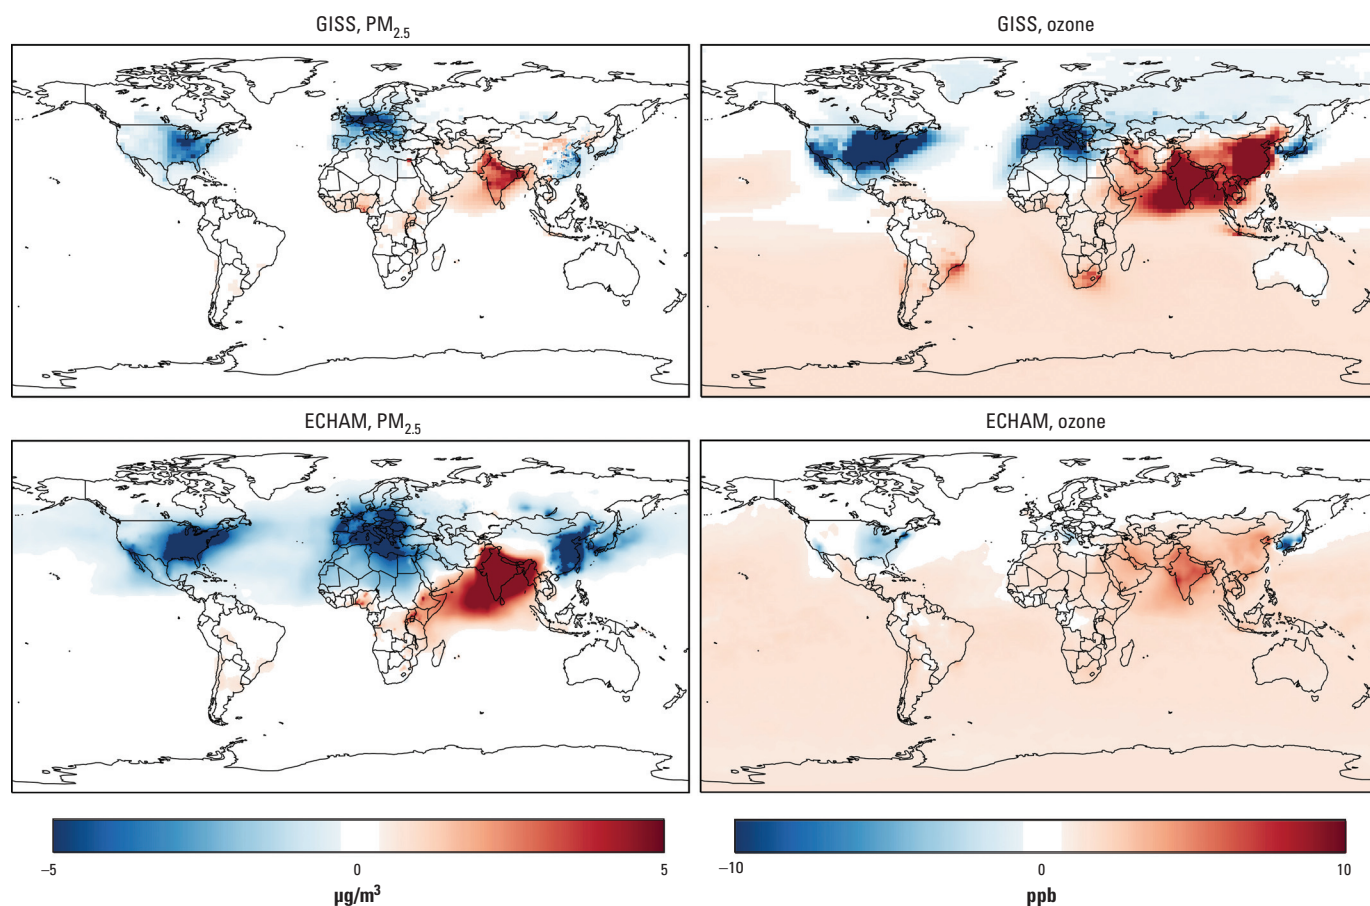 GISS, PM2.5
GISS, ozone
ECHAM, PM2.5
ECHAM, ozone
−5
0
5
µg/m³
−10
0
10
ppb